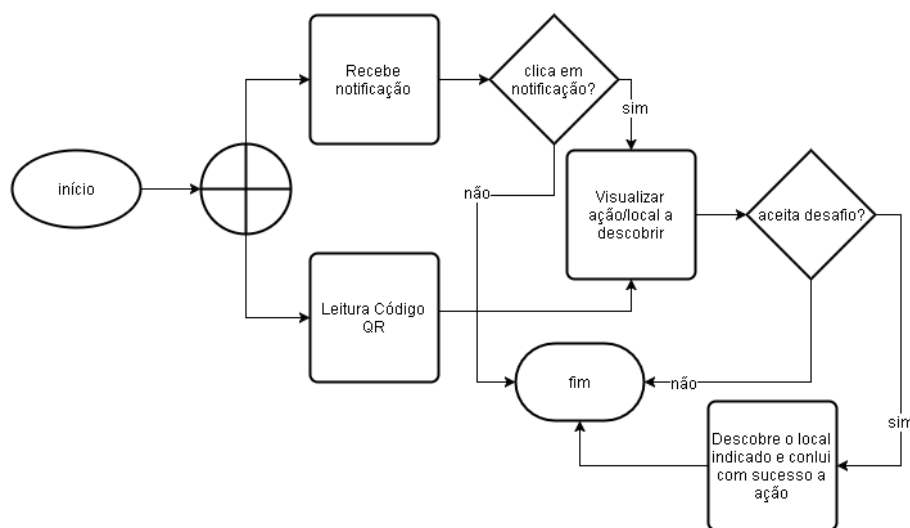 Recebe
notificação
clica em
notificação?
sim
início
não
Visualizar
ação/local a
descobrir
aceita desafio?
Leitura Código
QR
fim
não
sim
Descobre o local
indicado e conlui
com sucesso a
ação